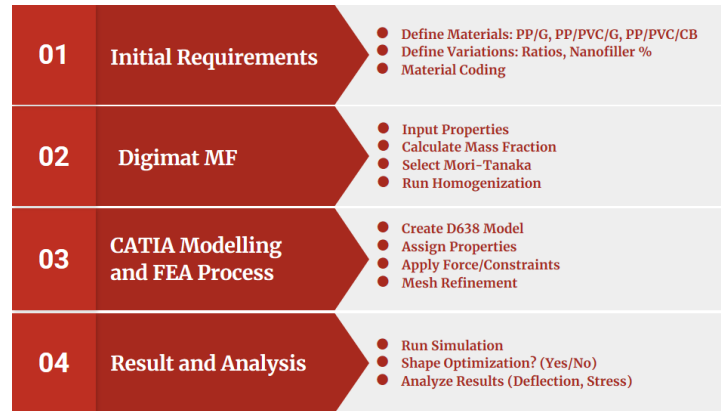 01
Initial Requirements
Define Materials: PP/G, PP/PVC/G, PP/PVC/CB
Define Variations: Ratios, Nanofiller %
Material Coding
02
Digimat MF
Input Properties
Calculate Mass Fraction
Select Mori-Tanaka
Run Homogenization
03
CATIA Modelling
and FEA Process
Create D638 Model
Assign Properties
Apply Force/Constraints
Mesh Refinement
04
Result and Analysis
Run Simulation
Shape Optimization? (Yes/No)
Analyze Results (Deflection, Stress)